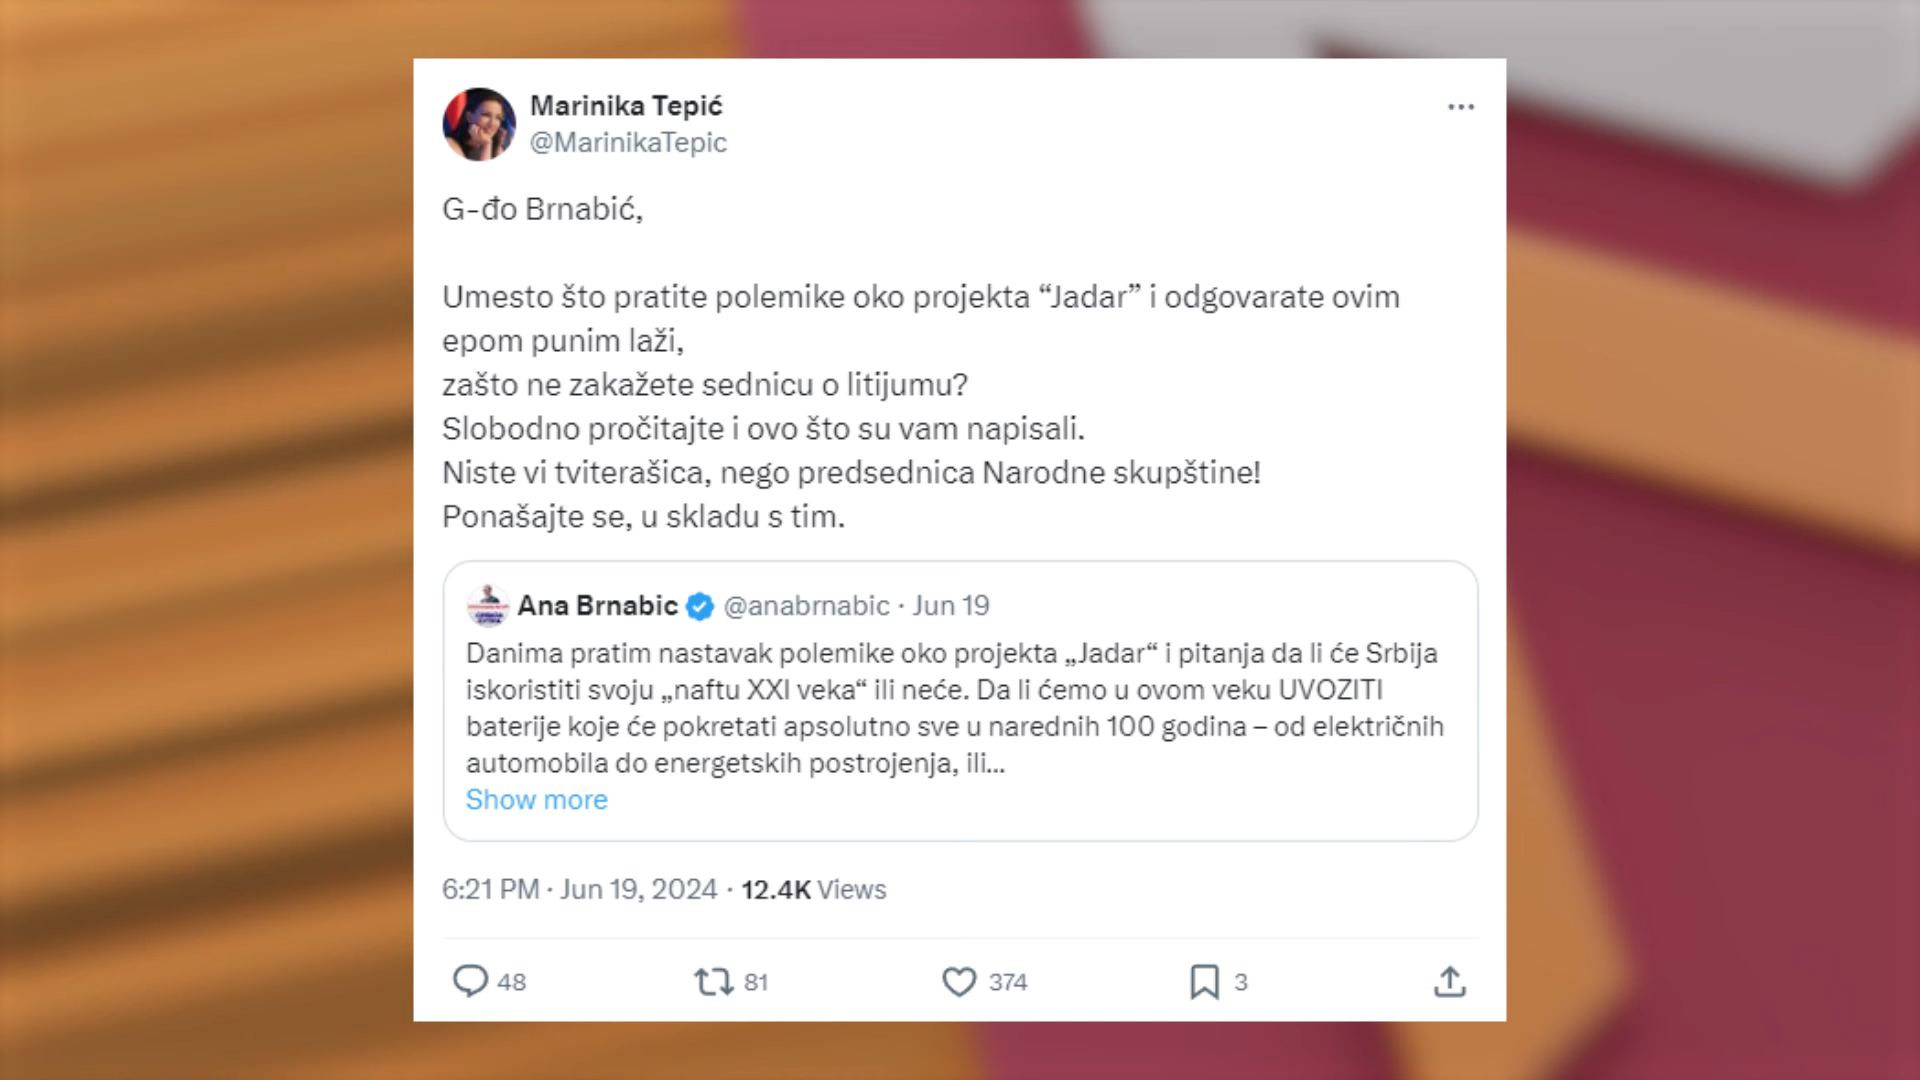 Marinika Tepić
@MarinikaTepic
G-đo Brnabić,
Umesto što pratite polemike oko projekta “Jadar” i odgovarate ovim
epom punim laži,
zašto ne zakažete sednicu o litijumu?
Slobodno pročitajte i ovo što su vam napisali.
Niste vi tviterašica, nego predsednica Narodne skupštine!
Ponašajte se, u skladu s tim.
Ana Brnabic @anabrnabic · Jun 19
Danima pratim nastavak polemike oko projekta „Jadar“ i pitanja da li će Srbija
iskoristiti svoju „naftu XXI veka“ ili neće. Da li ćemo u ovom veku UVOZITI
baterije koje će pokretati apsolutno sve u narednih 100 godina – od električnih
automobila do energetskih postrojenja, ili...
Show more
6:21 PM · Jun 19, 2024 · 12.4K Views
48 81 374 3